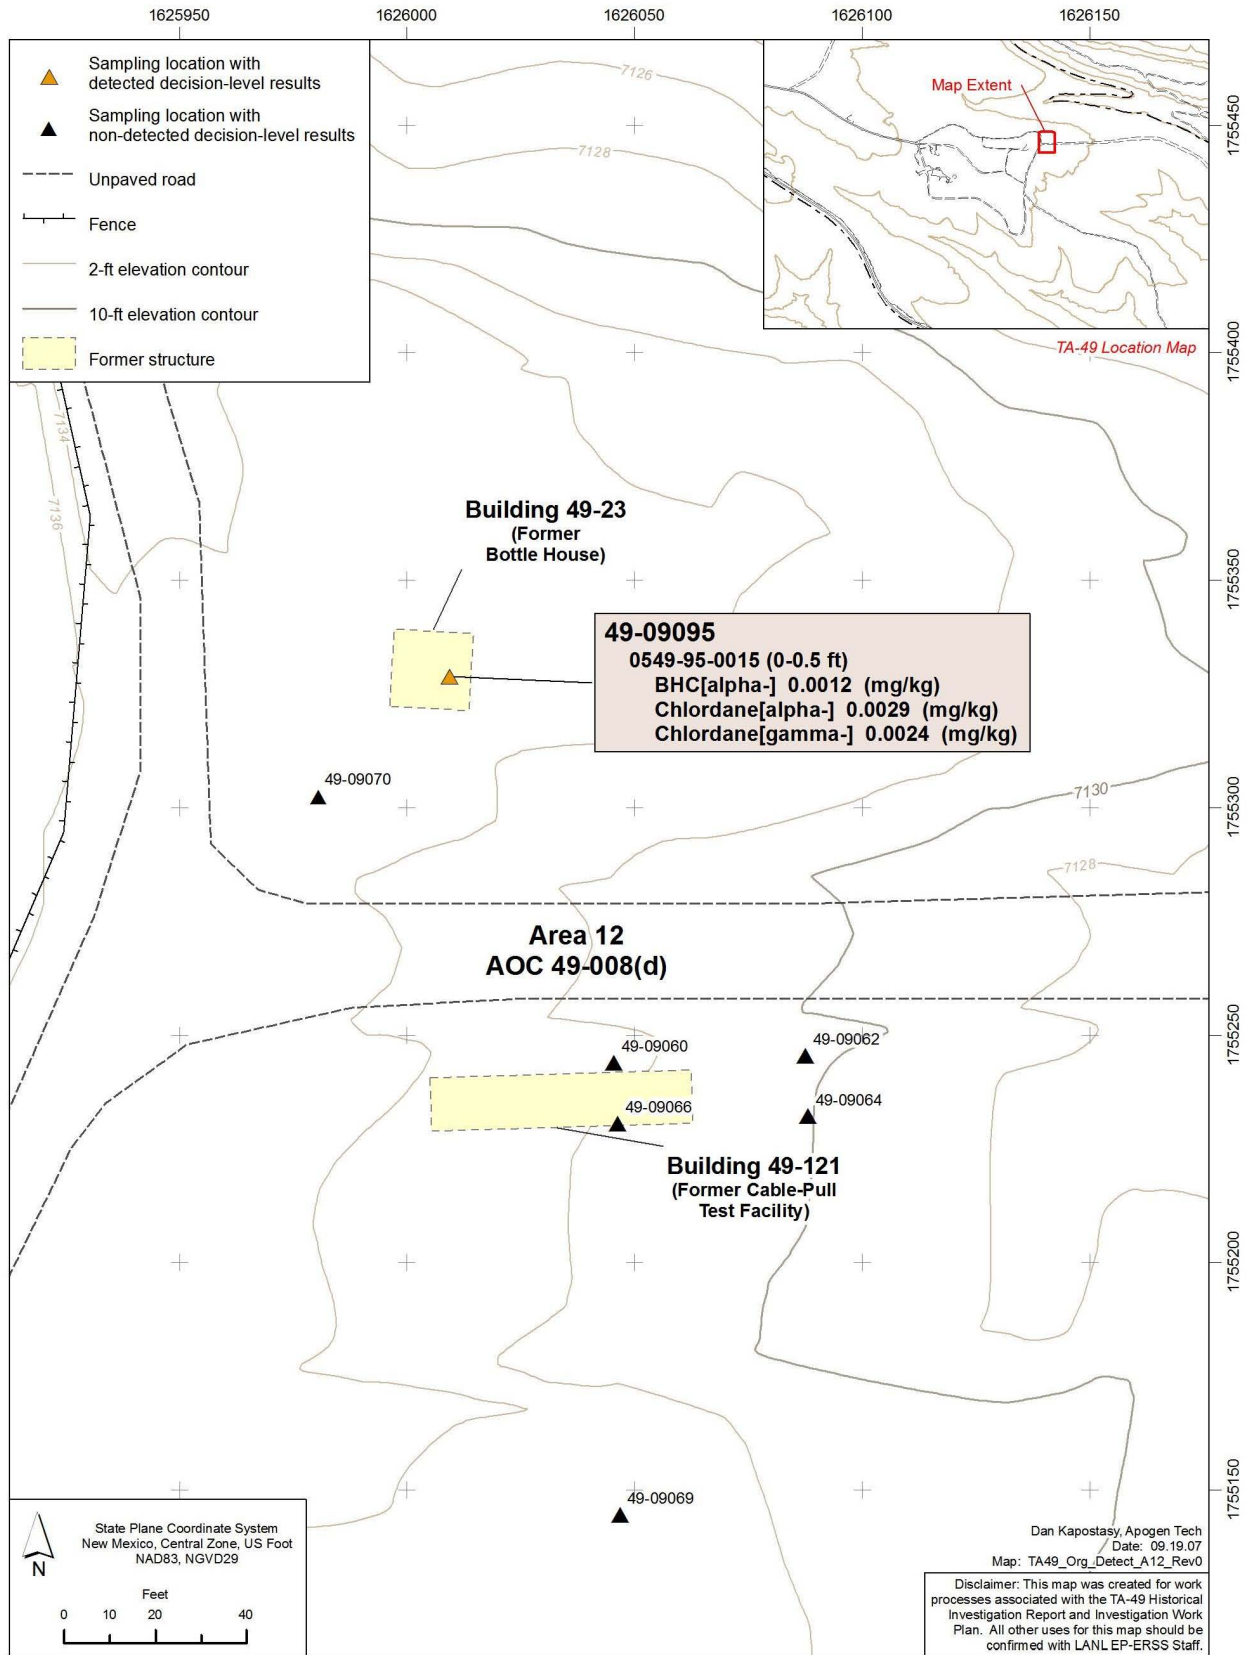 1625950 1626000 1626050 1626100 1626150
Sampling location with
detected decision-level results
Sampling location with
non-detected decision-level results
Unpaved road
Fence
2-ft elevation contour
10-ft elevation contour
Former structure
7126
7128
Map Extent
TA-49 Location Map
1755450
1755400
1755350
1755300
1755250
1755200
1755150
7134
7136
Building 49-23
(Former
Bottle House)
49-09095
0549-95-0015 (0-0.5 ft)
BHC[alpha-] 0.0012 (mg/kg)
Chlordane[alpha-] 0.0029 (mg/kg)
Chlordane[gamma-] 0.0024 (mg/kg)
49-09070
7130
7128
Area 12
AOC 49-008(d)
49-09060
49-09062
49-09066
49-09064
Building 49-121
(Former Cable-Pull
Test Facility)
49-09069
State Plane Coordinate System
New Mexico, Central Zone, US Foot
NAD83, NGVD29
N
Feet
0 10 20 40
Dan Kapostasy, Apogen Tech
Date: 09.19.07
Map: TA49_Org_Detect_A12_Rev0
Disclaimer: This map was created for work
processes associated with the TA-49 Historical
Investigation Report and Investigation Work
Plan. All other uses for this map should be
confirmed with LANL EP-ERSS Staff.